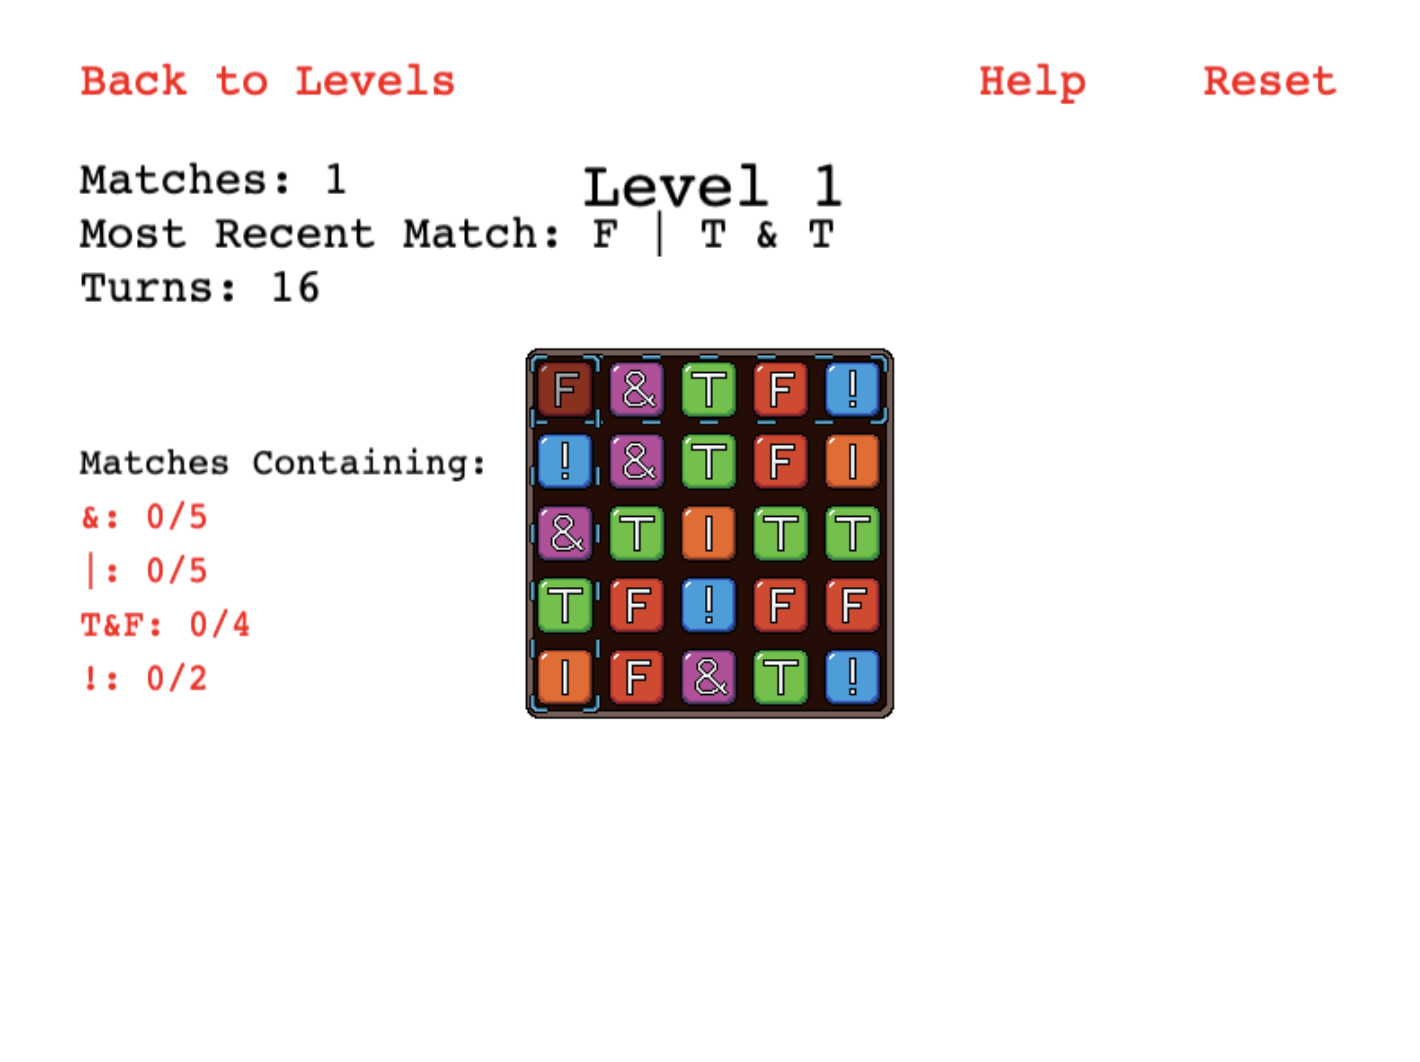 Back to Levels Help Reset
Matches: 1
Level 1
Most Recent Match: F | T & T
Turns: 16
F & T F !
! & T F |
Matches Containing:
&: 0/5
& T | T T
|: 0/5
T F ! F F
T&F: 0/4
| F & T !
!: 0/2